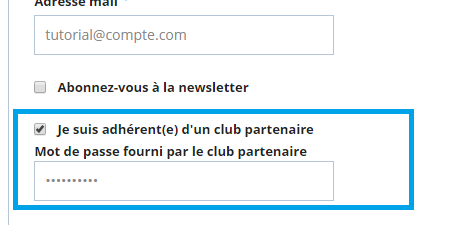 Adresse mail *
tutorial@compte.com
Abonnez-vous à la newsletter
Je suis adhérent(e) d'un club partenaire
Mot de passe fourni par le club partenaire
••••••••••